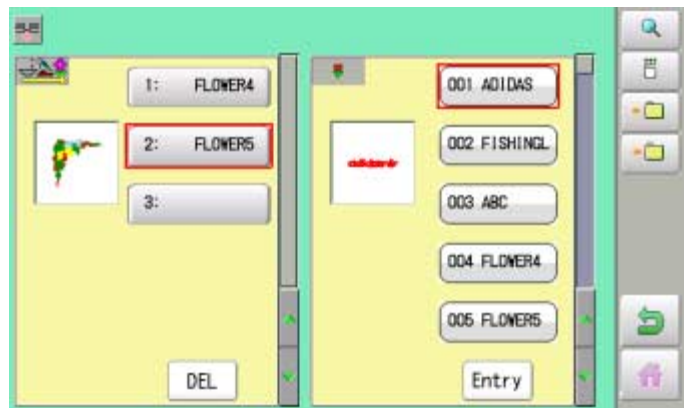 1: FLOWER4
2: FLOWER5
3:
DEL
001 ADIDAS
002 FISHINGL
003 ABC
004 FLOWER4
005 FLOWER5
Entry